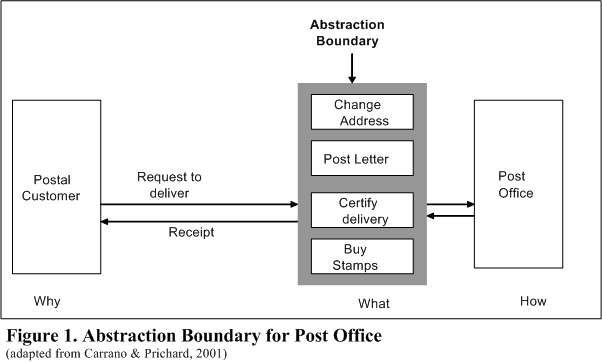 Abstraction
Boundary
Change
Address
Post Letter
Certify
delivery
Buy
Stamps
Postal
Customer
Request to
deliver
Receipt
Post
Office
Why
What
How
Figure 1. Abstraction Boundary for Post Office
(adapted from Carrano & Prichard, 2001)